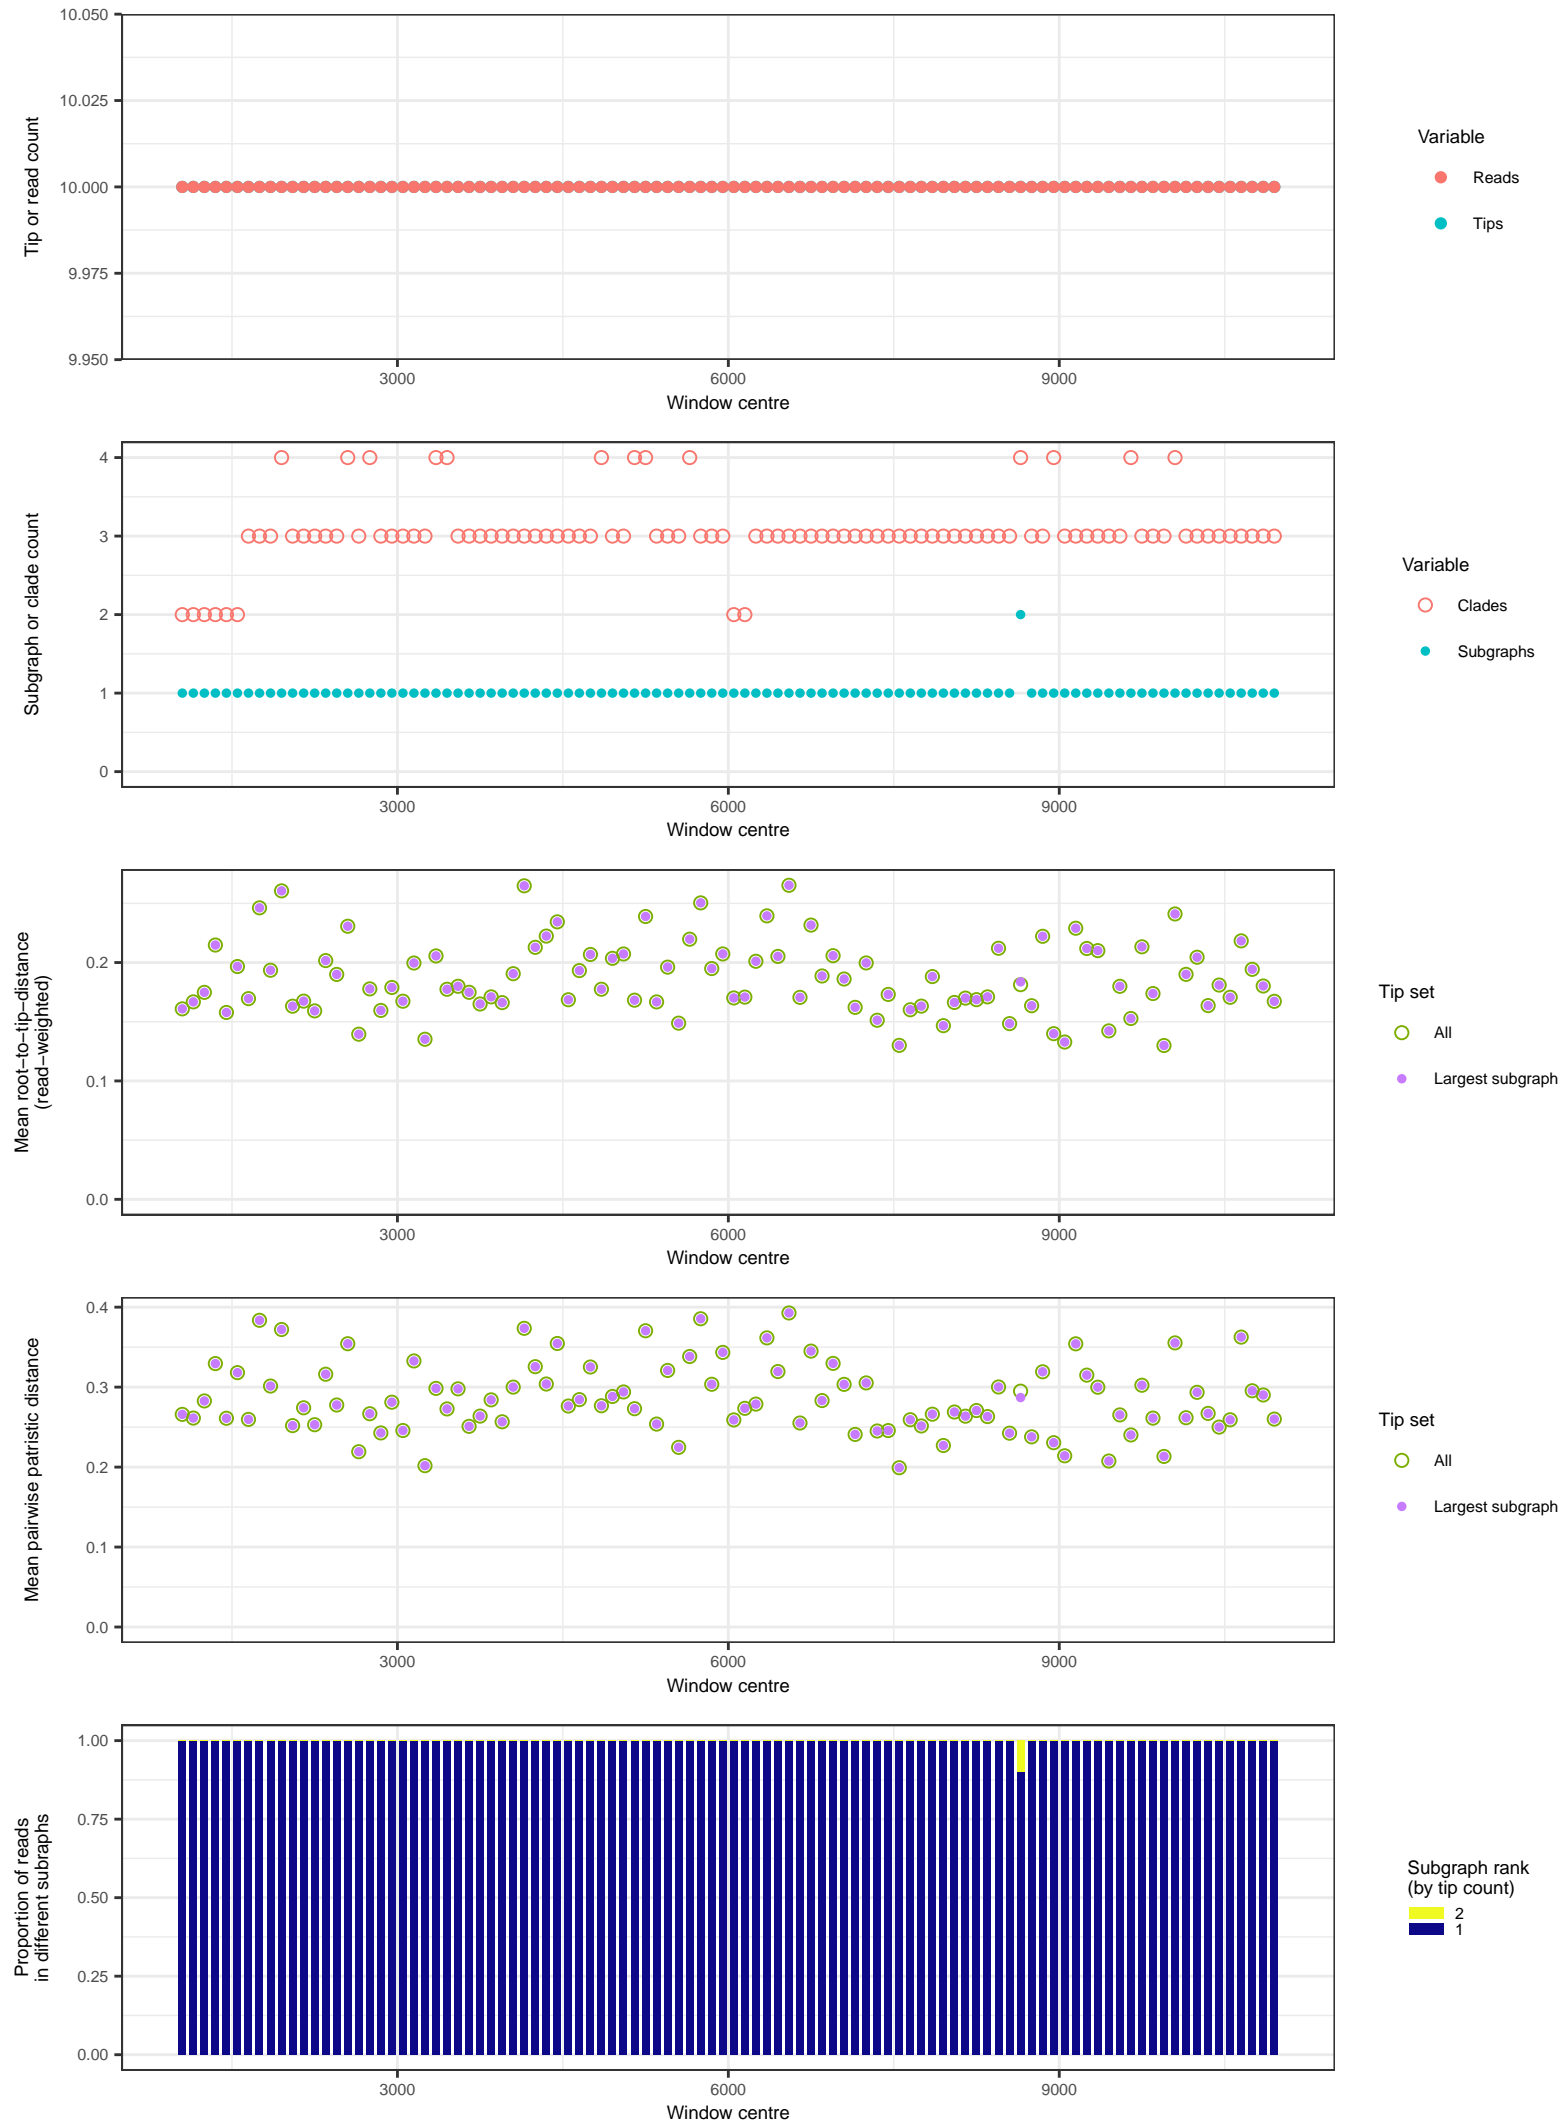 10.050
10.025
10.000
9.975
9.950
Tip or read count
3000 6000 9000
Window centre
Variable
Reads
Tips
4
3
2
1
0
Subgraph or clade count
3000 6000 9000
Window centre
Variable
Clades
Subgraphs
0.2
0.1
0.0
Mean root−to−tip−distance
(read−weighted)
3000 6000 9000
Window centre
Tip set
All
Largest subgraph
0.4
0.3
0.2
0.1
0.0
Mean pairwise patristic distance
3000 6000 9000
Window centre
Tip set
All
Largest subgraph
1.00
0.75
0.50
0.25
0.00
Proportion of reads
in different subraphs
3000 6000 9000
Window centre
Subgraph rank
(by tip count)
2
1